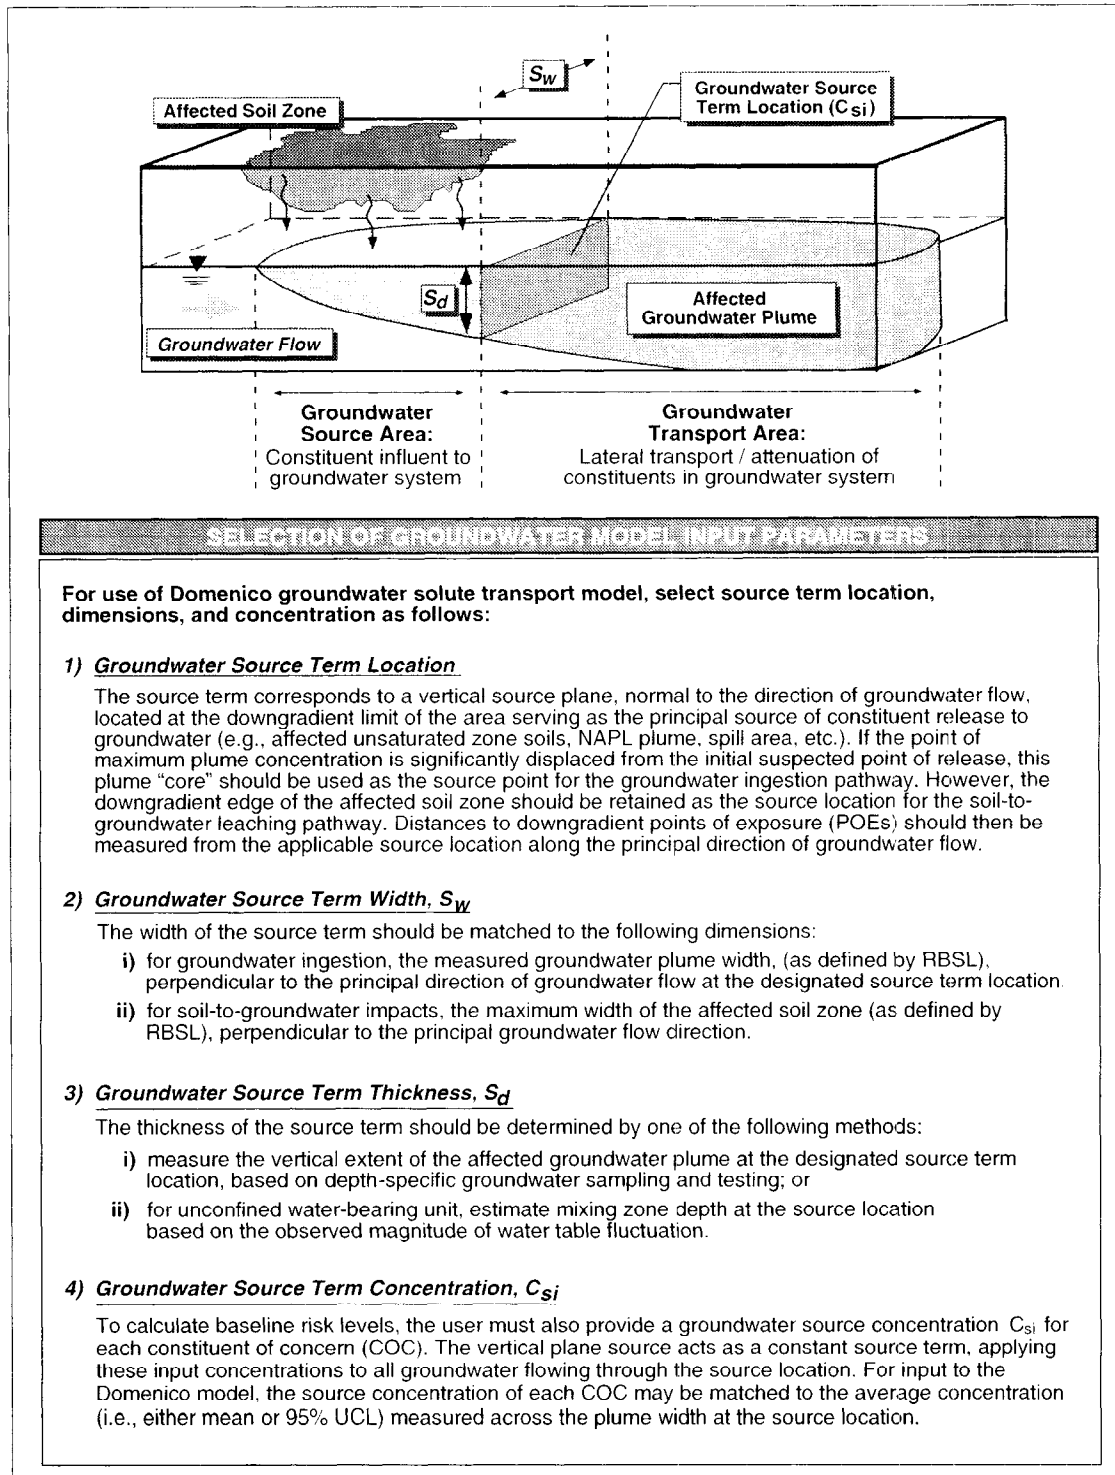 Sw
Groundwater Source
Term Location (Csi)
Affected Soil Zone
Sd
Affected
Groundwater Plume
Groundwater Flow
Groundwater
Source Area:
Constituent influent to
groundwater system
Groundwater
Transport Area:
Lateral transport / attenuation of
constituents in groundwater system
SELECTION OF GROUNDWATER MODEL INPUT PARAMETERS
For use of Domenico groundwater solute transport model, select source term location,
dimensions, and concentration as follows:
1) Groundwater Source Term Location
The source term corresponds to a vertical source plane, normal to the direction of groundwater flow,
located at the downgradient limit of the area serving as the principal source of constituent release to
groundwater (e.g., affected unsaturated zone soils, NAPL plume, spill area, etc.). If the point of
maximum plume concentration is significantly displaced from the initial suspected point of release, this
plume “core” should be used as the source point for the groundwater ingestion pathway. However, the
downgradient edge of the affected soil zone should be retained as the source location for the soil-to-
groundwater leaching pathway. Distances to downgradient points of exposure (POEs) should then be
measured from the applicable source location along the principal direction of groundwater flow.
2) Groundwater Source Term Width, Sw
The width of the source term should be matched to the following dimensions:
i) for groundwater ingestion, the measured groundwater plume width, (as defined by RBSL),
perpendicular to the principal direction of groundwater flow at the designated source term location.
ii) for soil-to-groundwater impacts, the maximum width of the affected soil zone (as defined by
RBSL), perpendicular to the principal groundwater flow direction.
3) Groundwater Source Term Thickness, Sd
The thickness of the source term should be determined by one of the following methods:
i) measure the vertical extent of the affected groundwater plume at the designated source term
location, based on depth-specific groundwater sampling and testing; or
ii) for unconfined water-bearing unit, estimate mixing zone depth at the source location
based on the observed magnitude of water table fluctuation.
4) Groundwater Source Term Concentration, Csi
To calculate baseline risk levels, the user must also provide a groundwater source concentration Csi for
each constituent of concern (COC). The vertical plane source acts as a constant source term, applying
these input concentrations to all groundwater flowing through the source location. For input to the
Domenico model, the source concentration of each COC may be matched to the average concentration
(i.e., either mean or 95% UCL) measured across the plume width at the source location.